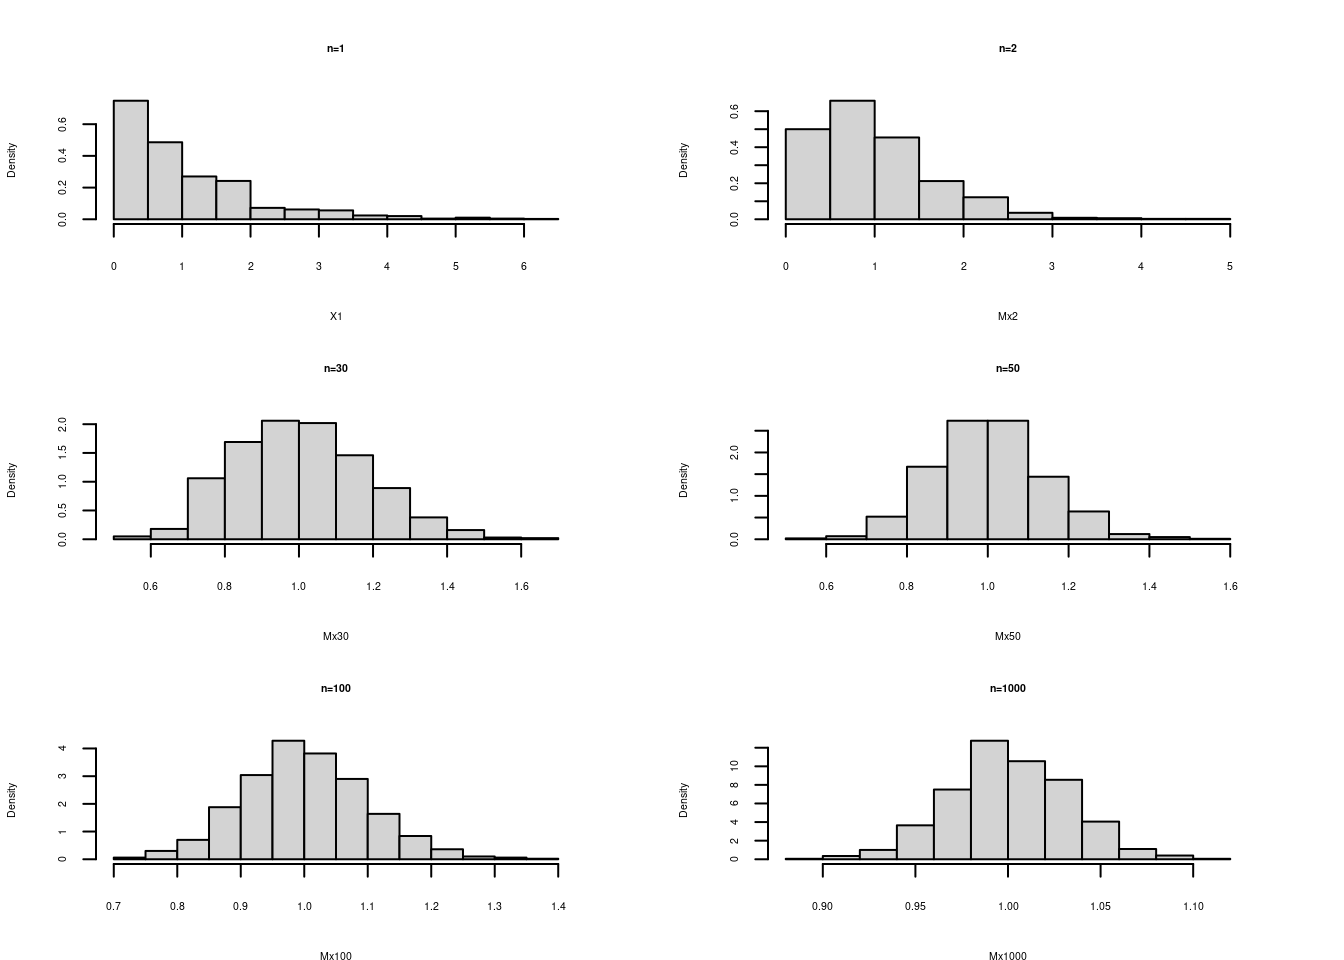 n=1
Density
0.0 0.2 0.4 0.6
0 1 2 3 4 5 6
X1
n=2
Density
0.0 0.2 0.4 0.6
0 1 2 3 4 5
Mx2
n=30
Density
0.0 0.5 1.0 1.5 2.0
0.6 0.8 1.0 1.2 1.4 1.6
Mx30
n=50
Density
0.0 1.0 2.0
0.6 0.8 1.0 1.2 1.4 1.6
Mx50
n=100
Density
0 1 2 3 4
0.7 0.8 0.9 1.0 1.1 1.2 1.3 1.4
Mx100
n=1000
Density
0 2 4 6 8 10
0.90 0.95 1.00 1.05 1.10
Mx1000